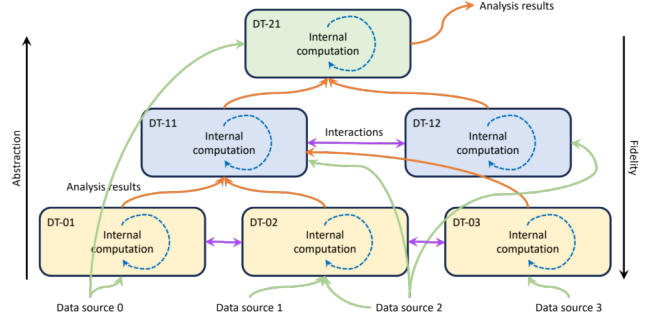 Analysis results
DT-21
Internal
computation
Abstraction
DT-11
Internal
computation
Interactions
DT-12
Internal
computation
Fidelity
Analysis results
DT-01
Internal
computation
DT-02
Internal
computation
DT-03
Internal
computation
Data source 0
Data source 1
Data source 2
Data source 3